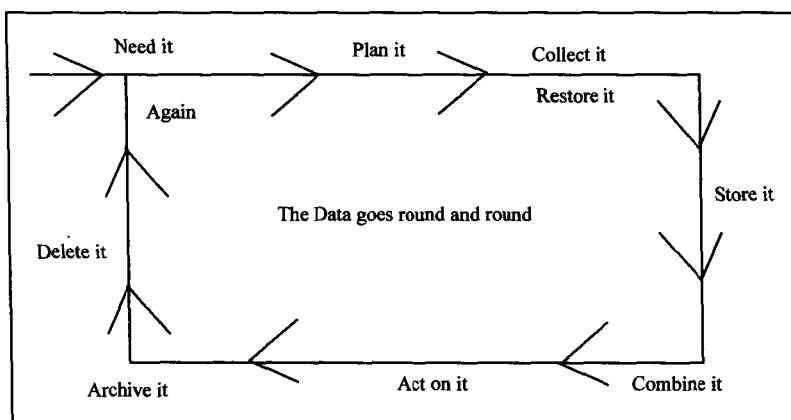 Need it
Plan it
Collect it
Restore it
Again
Store it
The Data goes round and round
Delete it
Archive it
Act on it
Combine it